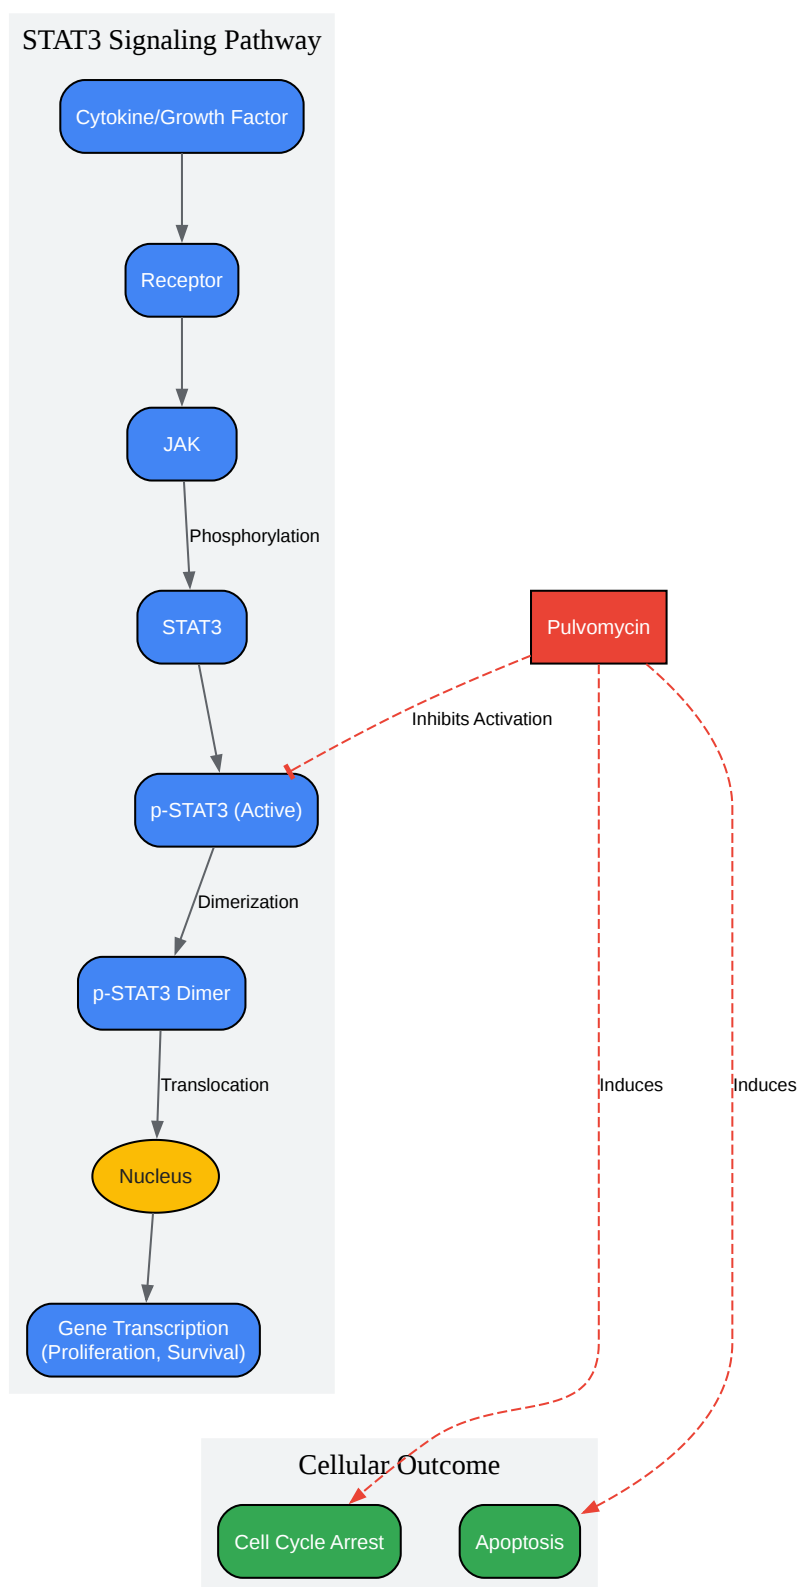 STAT3 Signaling Pathway
Cytokine/Growth Factor
Receptor
JAK
Phosphorylation
STAT3
Pulvomycin
Inhibits Activation
p-STAT3 (Active)
Dimerization
p-STAT3 Dimer
Translocation
Induces
Induces
Nucleus
Gene Transcription
(Proliferation, Survival)
Cellular Outcome
Cell Cycle Arrest
Apoptosis